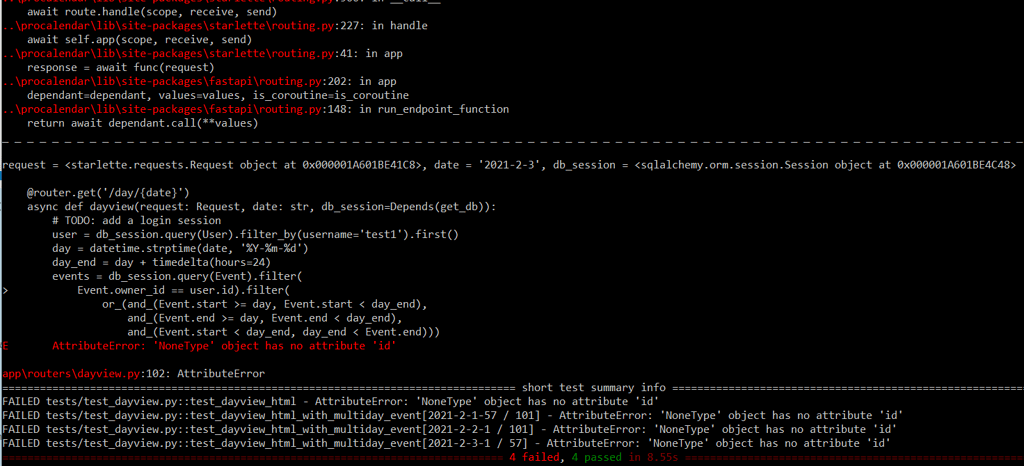 await route.handle(scope, receive, send)
..\procalendar\lib\site-packages\starlette\routing.py:227: in handle
await self.app(scope, receive, send)
..\procalendar\lib\site-packages\starlette\routing.py:41: in app
response = await func(request)
..\procalendar\lib\site-packages\fastapi\routing.py:202: in app
dependant=dependant, values=values, is_coroutine=is_coroutine
..\procalendar\lib\site-packages\fastapi\routing.py:148: in run_endpoint_function
return await dependant.call(**values)
request = <starlette.requests.Request object at 0x000001A601BE41C8>, date = '2021-2-3', db_session = <sqlalchemy.orm.session.Session object at 0x000001A601BE4C48>
@router.get('/day/{date}')
async def dayview(request: Request, date: str, db_session=Depends(get_db)):
# TODO: add a login session
user = db_session.query(User).filter_by(username='test1').first()
day = datetime.strptime(date, '%Y-%m-%d')
day_end = day + timedelta(hours=24)
events = db_session.query(Event).filter(
> Event.owner_id == user.id).filter(
or_(and_(Event.start >= day, Event.start < day_end),
and_(Event.end >= day, Event.end < day_end),
and_(Event.start < day_end, day_end < Event.end)))
E AttributeError: 'NoneType' object has no attribute 'id'
app\routers\dayview.py:102: AttributeError
short test summary info
FAILED tests/test_dayview.py::test_dayview_html - AttributeError: 'NoneType' object has no attribute 'id'
FAILED tests/test_dayview.py::test_dayview_html_with_multiday_event[2021-2-1-57 / 101] - AttributeError: 'NoneType' object has no attribute 'id'
FAILED tests/test_dayview.py::test_dayview_html_with_multiday_event[2021-2-2-1 / 101] - AttributeError: 'NoneType' object has no attribute 'id'
FAILED tests/test_dayview.py::test_dayview_html_with_multiday_event[2021-2-3-1 / 57] - AttributeError: 'NoneType' object has no attribute 'id'
4 failed, 4 passed in 8.55s